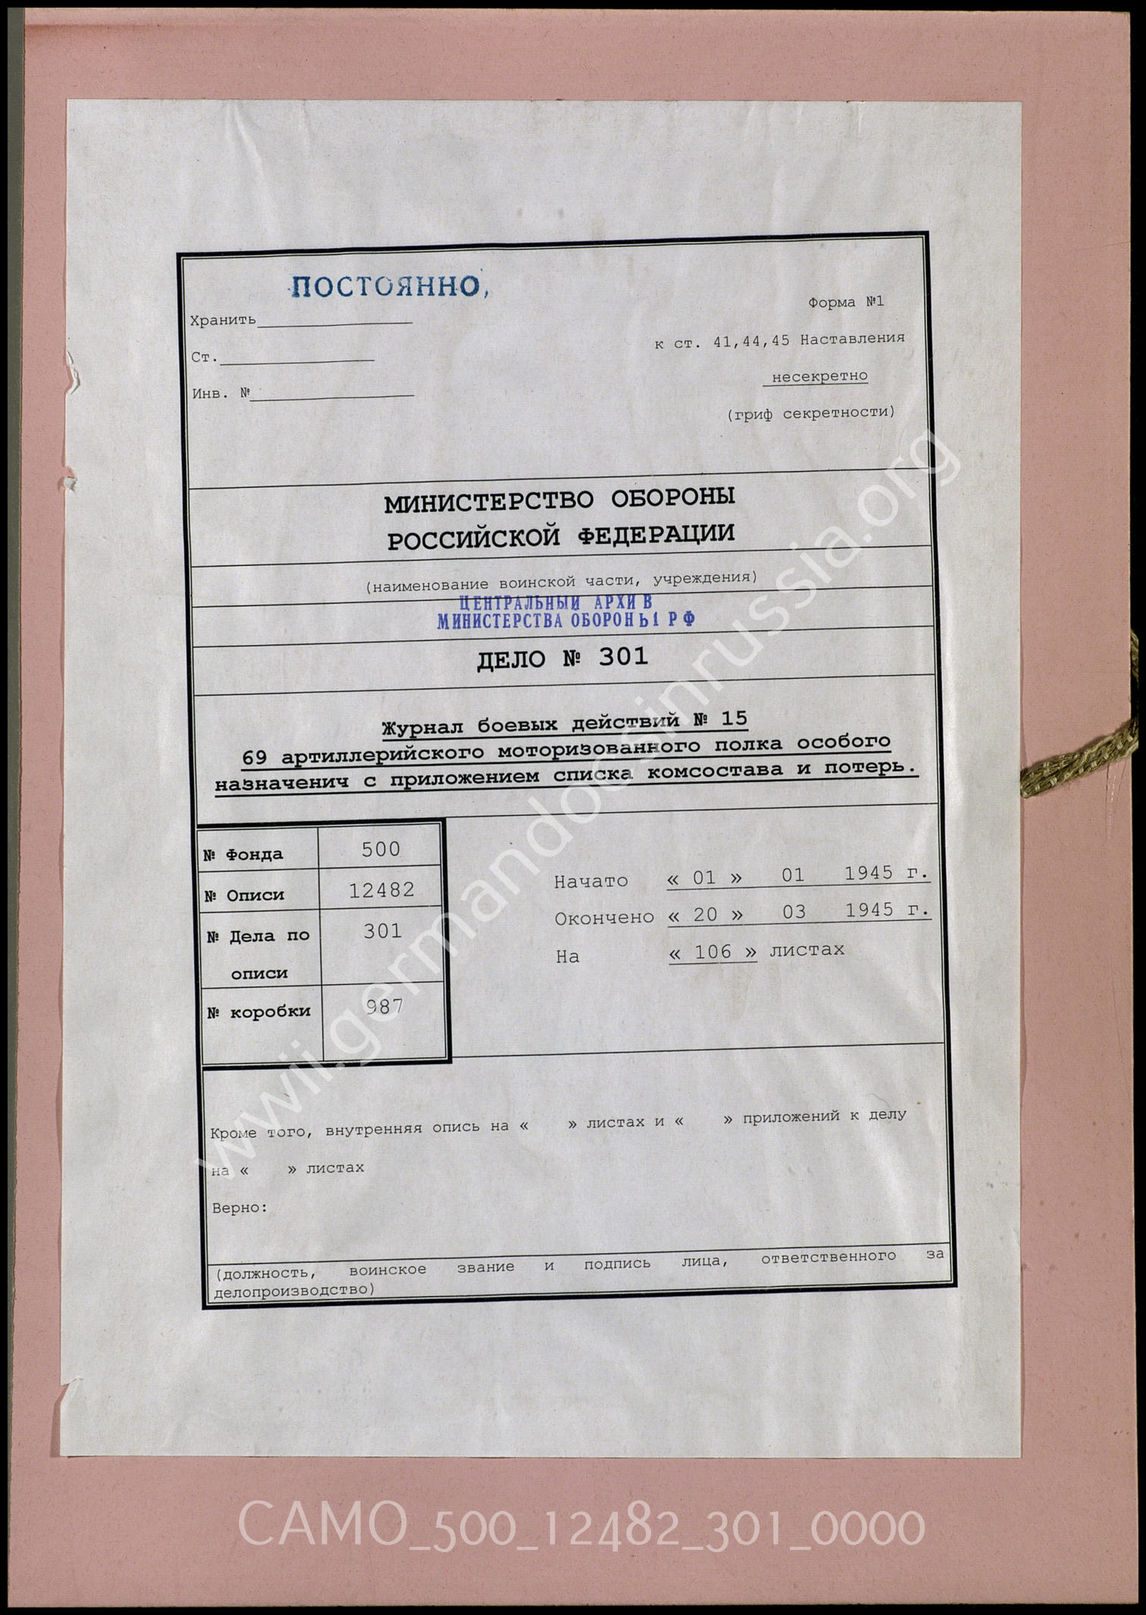 ПОСТОЯННО,
Хранить
Форма №1
Ст.
к ст. 41,44,45 Наставления
Инв. №
несекретно
(гриф секретности)
МИНИСТЕРСТВО ОБОРОНЫ
РОССИЙСКОЙ ФЕДЕРАЦИИ
(наименование воинской части, учреждения)
ЦЕНТРАЛЬНЫЙ АРХИВ
МИНИСТЕРСТВА ОБОРОНЫ РФ
ДЕЛО № 301
Журнал боевых действий № 15
69 артиллерийского моторизованного полка особого
назначенич с приложением списка комсостава и потерь.
№ Фонда 500
№ Описи 12482
№ Дела по 301
описи
№ коробки 987
Начато « 01 » 01 1945 г.
Окончено « 20 » 03 1945 г.
На « 106 » листах
Кроме того, внутренняя опись на « » листах и « » приложений к делу
на « » листах
Верно:
(должность, воинское звание и подпись лица, ответственного за
делопроизводство)
wwii.germandocsinrussia.org
CAMO_500_12482_301_0000